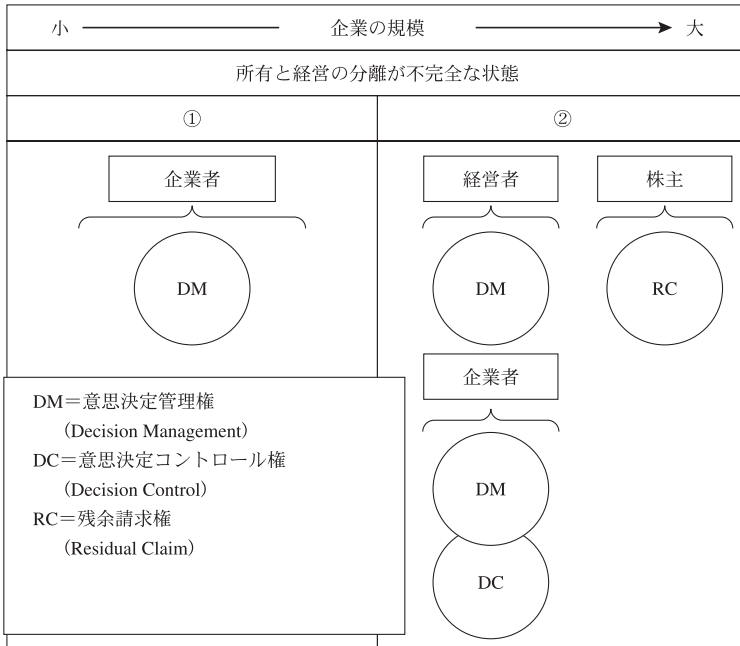 小 企業の規模 大
所有と経営の分離が不完全な状態
① ②
企業者
DM
経営者 株主
DM RC
企業者
DM
DC
DM＝意思決定管理権
(Decision Management)
DC＝意思決定コントロール権
(Decision Control)
RC＝残余請求権
(Residual Claim)